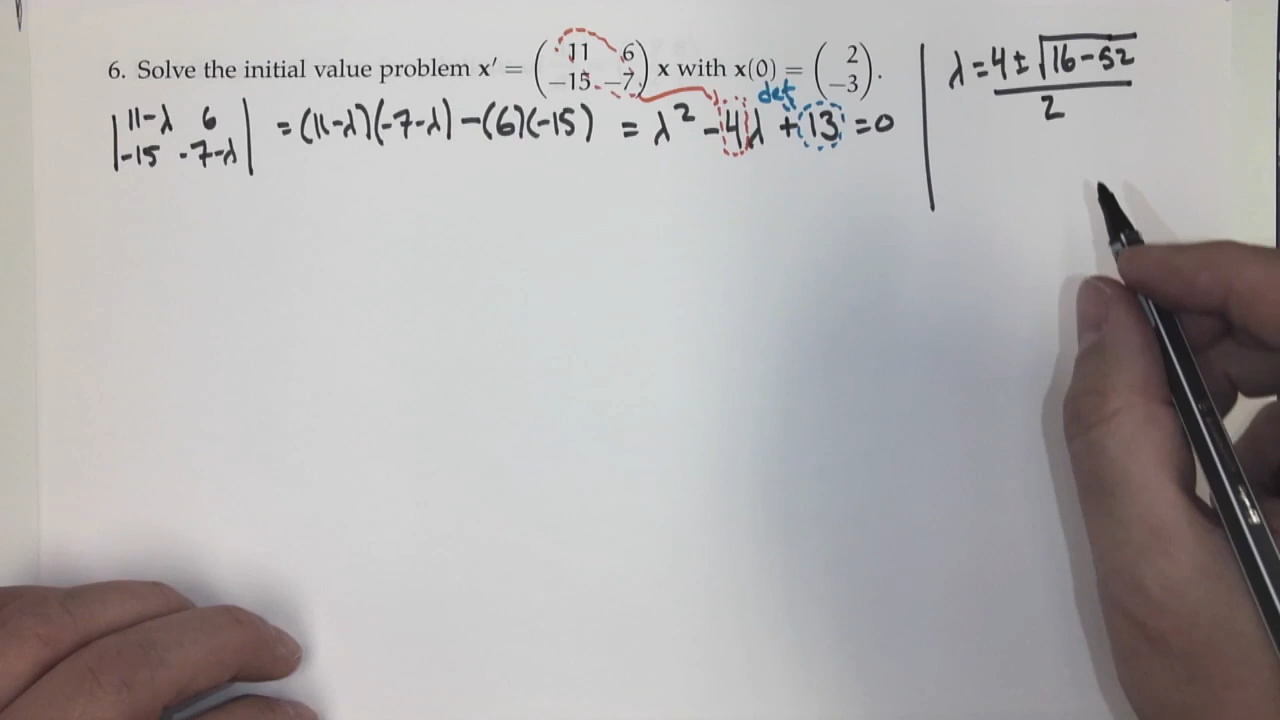 6. Solve the initial value problem x′ = ( 11 6 −15 −7 ) x with x(0) = ( 2 −3 ).
| 11-λ 6 -15 -7-λ | = (11-λ)(-7-λ) - (6)(-15) = λ² - 4λ + 13 = 0
det
λ = 4 ± √16-52
2